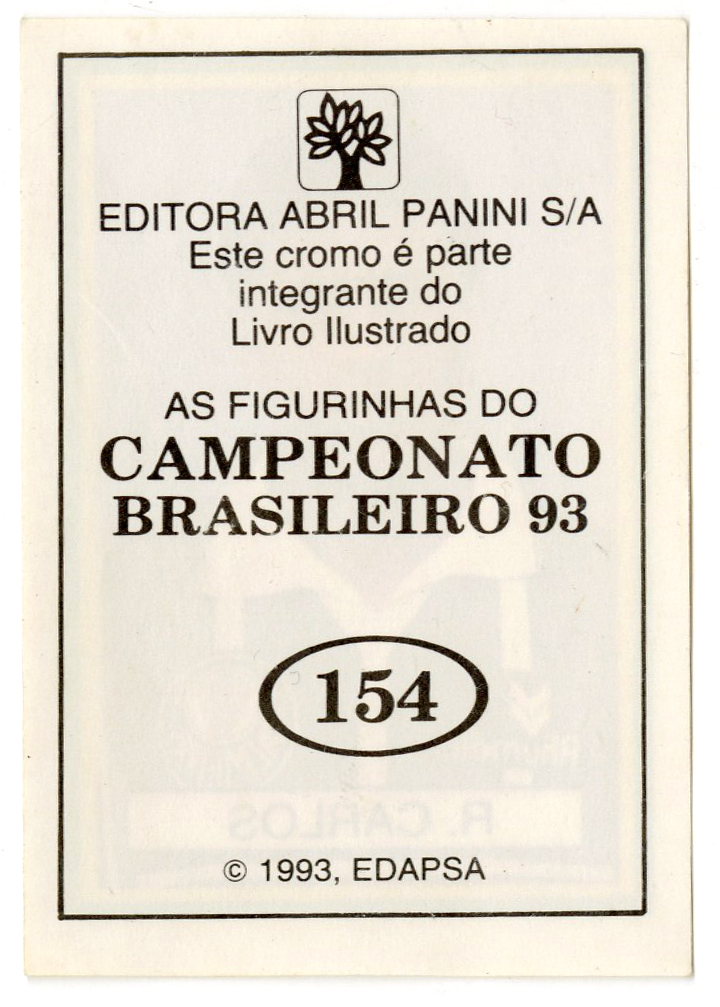 EDITORA ABRIL PANINI S/A
Este cromo é parte
integrante do
Livro Ilustrado
AS FIGURINHAS DO
CAMPEONATO
BRASILEIRO 93
154
R. CARLOS
© 1993, EDAPSA